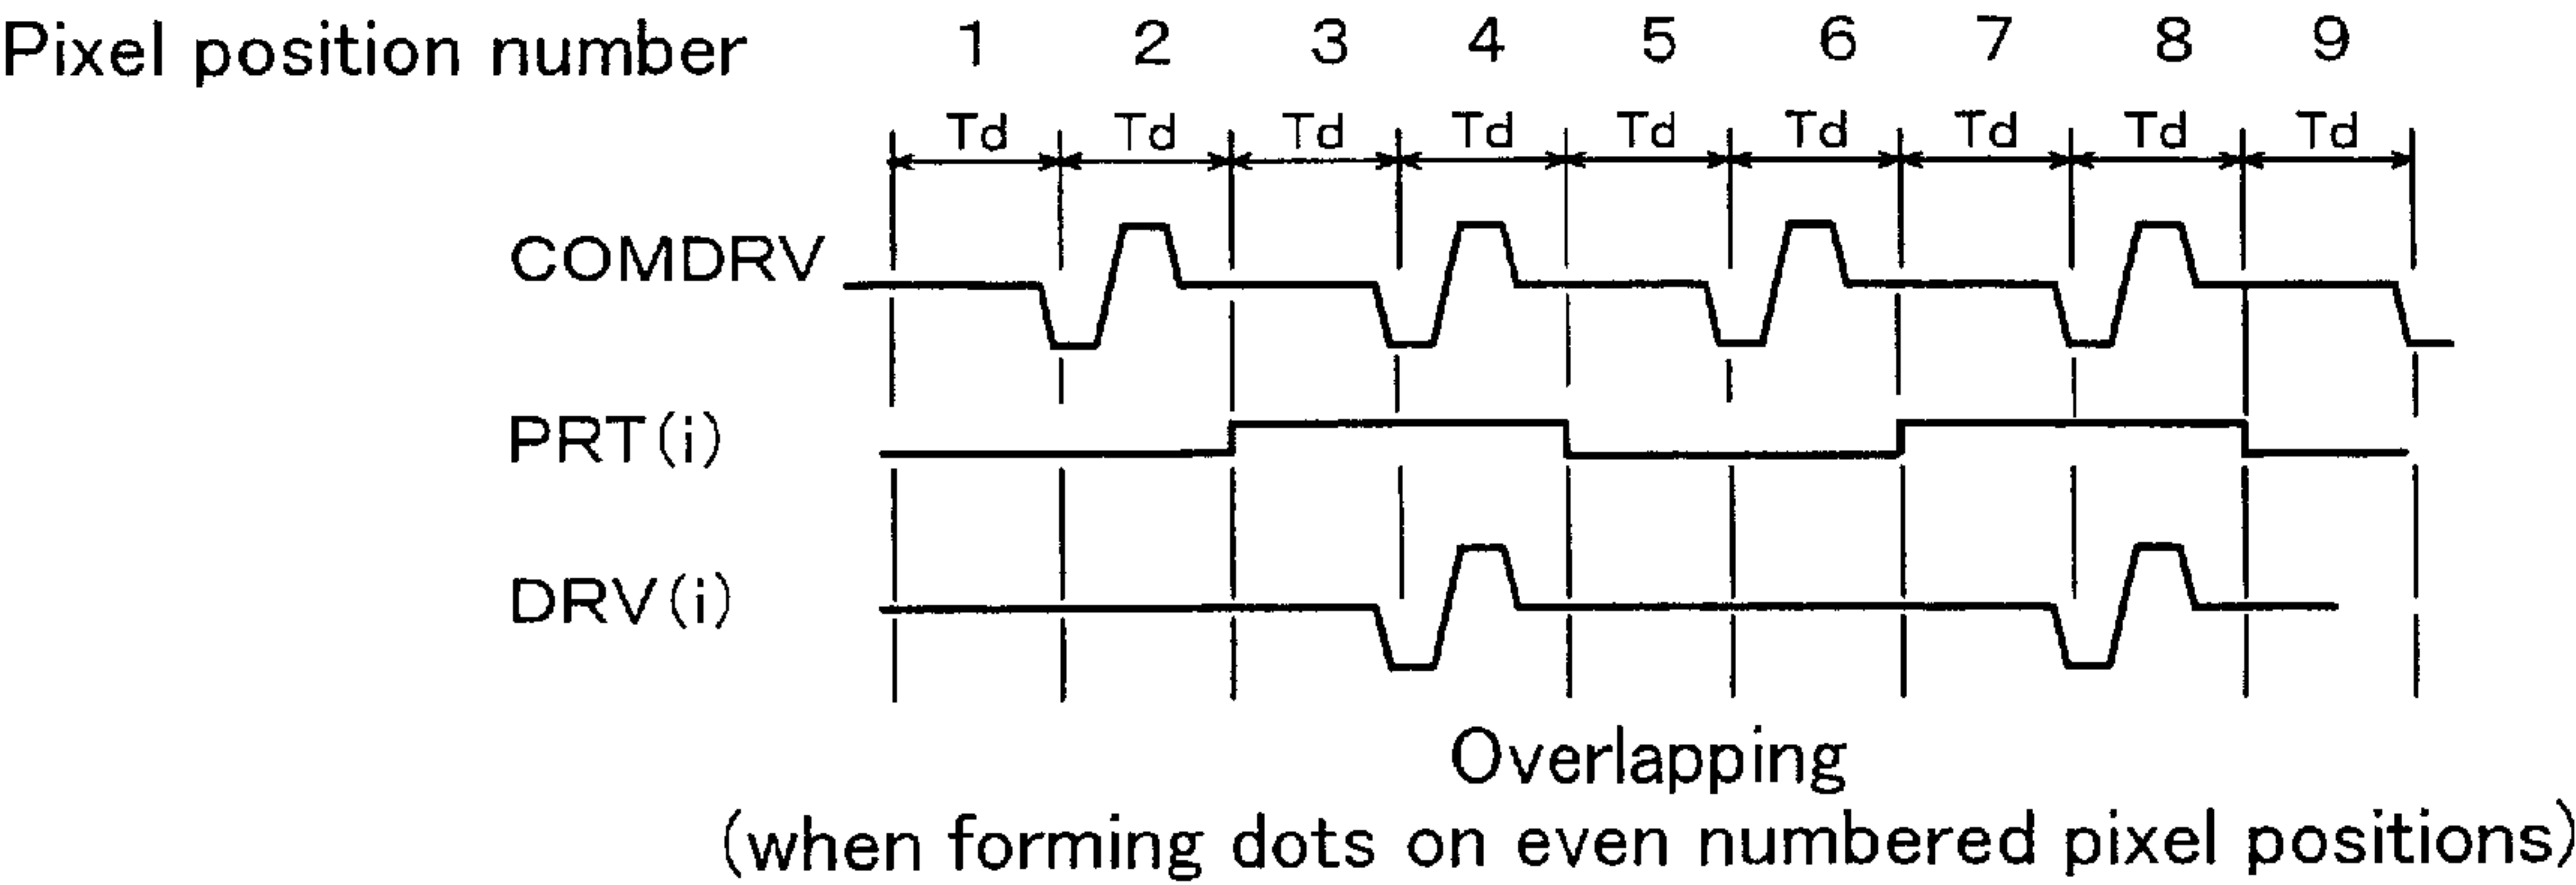 Pixel position number 1 2 3 4 5 6 7 8 9
Td Td Td Td Td Td Td Td Td
COMDRV
PRT(i)
DRV(i)
Overlapping
(when forming dots on even numbered pixel positions)